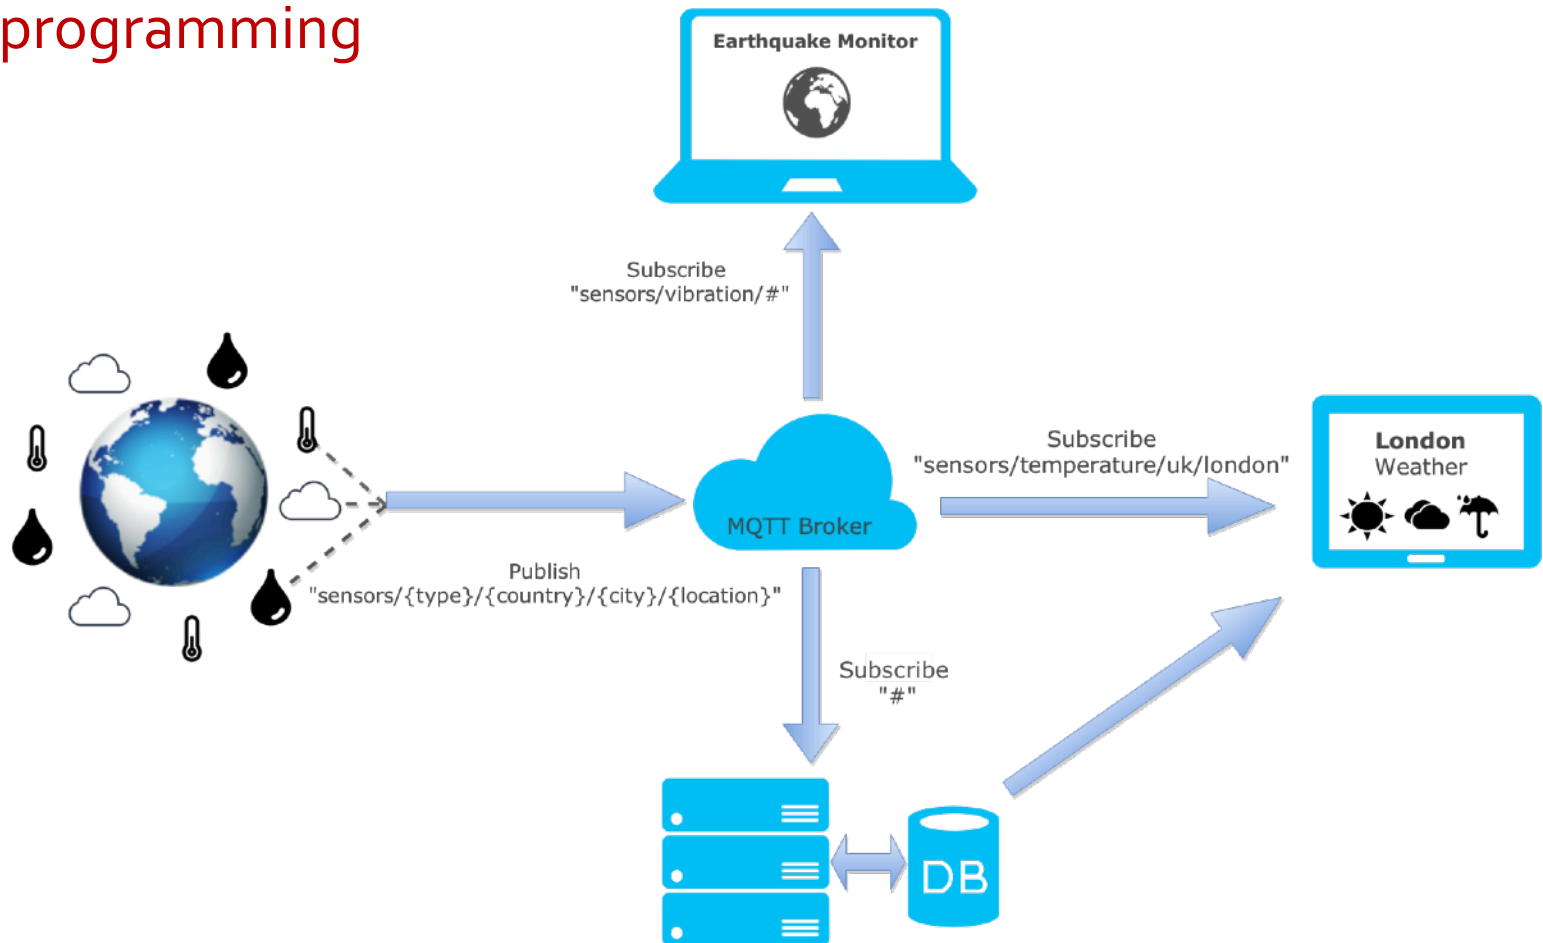 programming
Earthquake Monitor
Subscribe
"sensors/vibration/#"
Subscribe
"sensors/temperature/uk/london"
London
Weather
MQTT Broker
Publish
"sensors/{type}/{country}/{city}/{location}"
Subscribe
"#"
DB